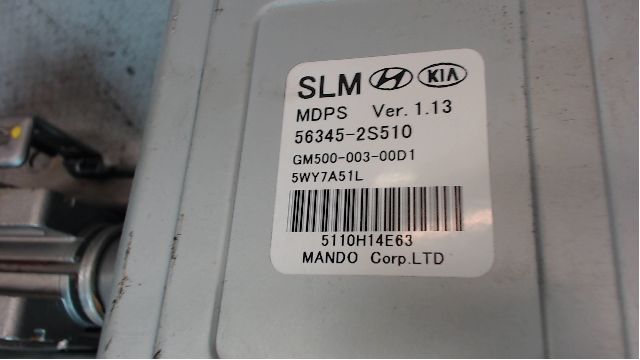 SLM KIA
MDPS Ver. 1.13
56345-2S510
GM500-003-00D1
5WY7A51L
5110H14E63
MANDO Corp.LTD